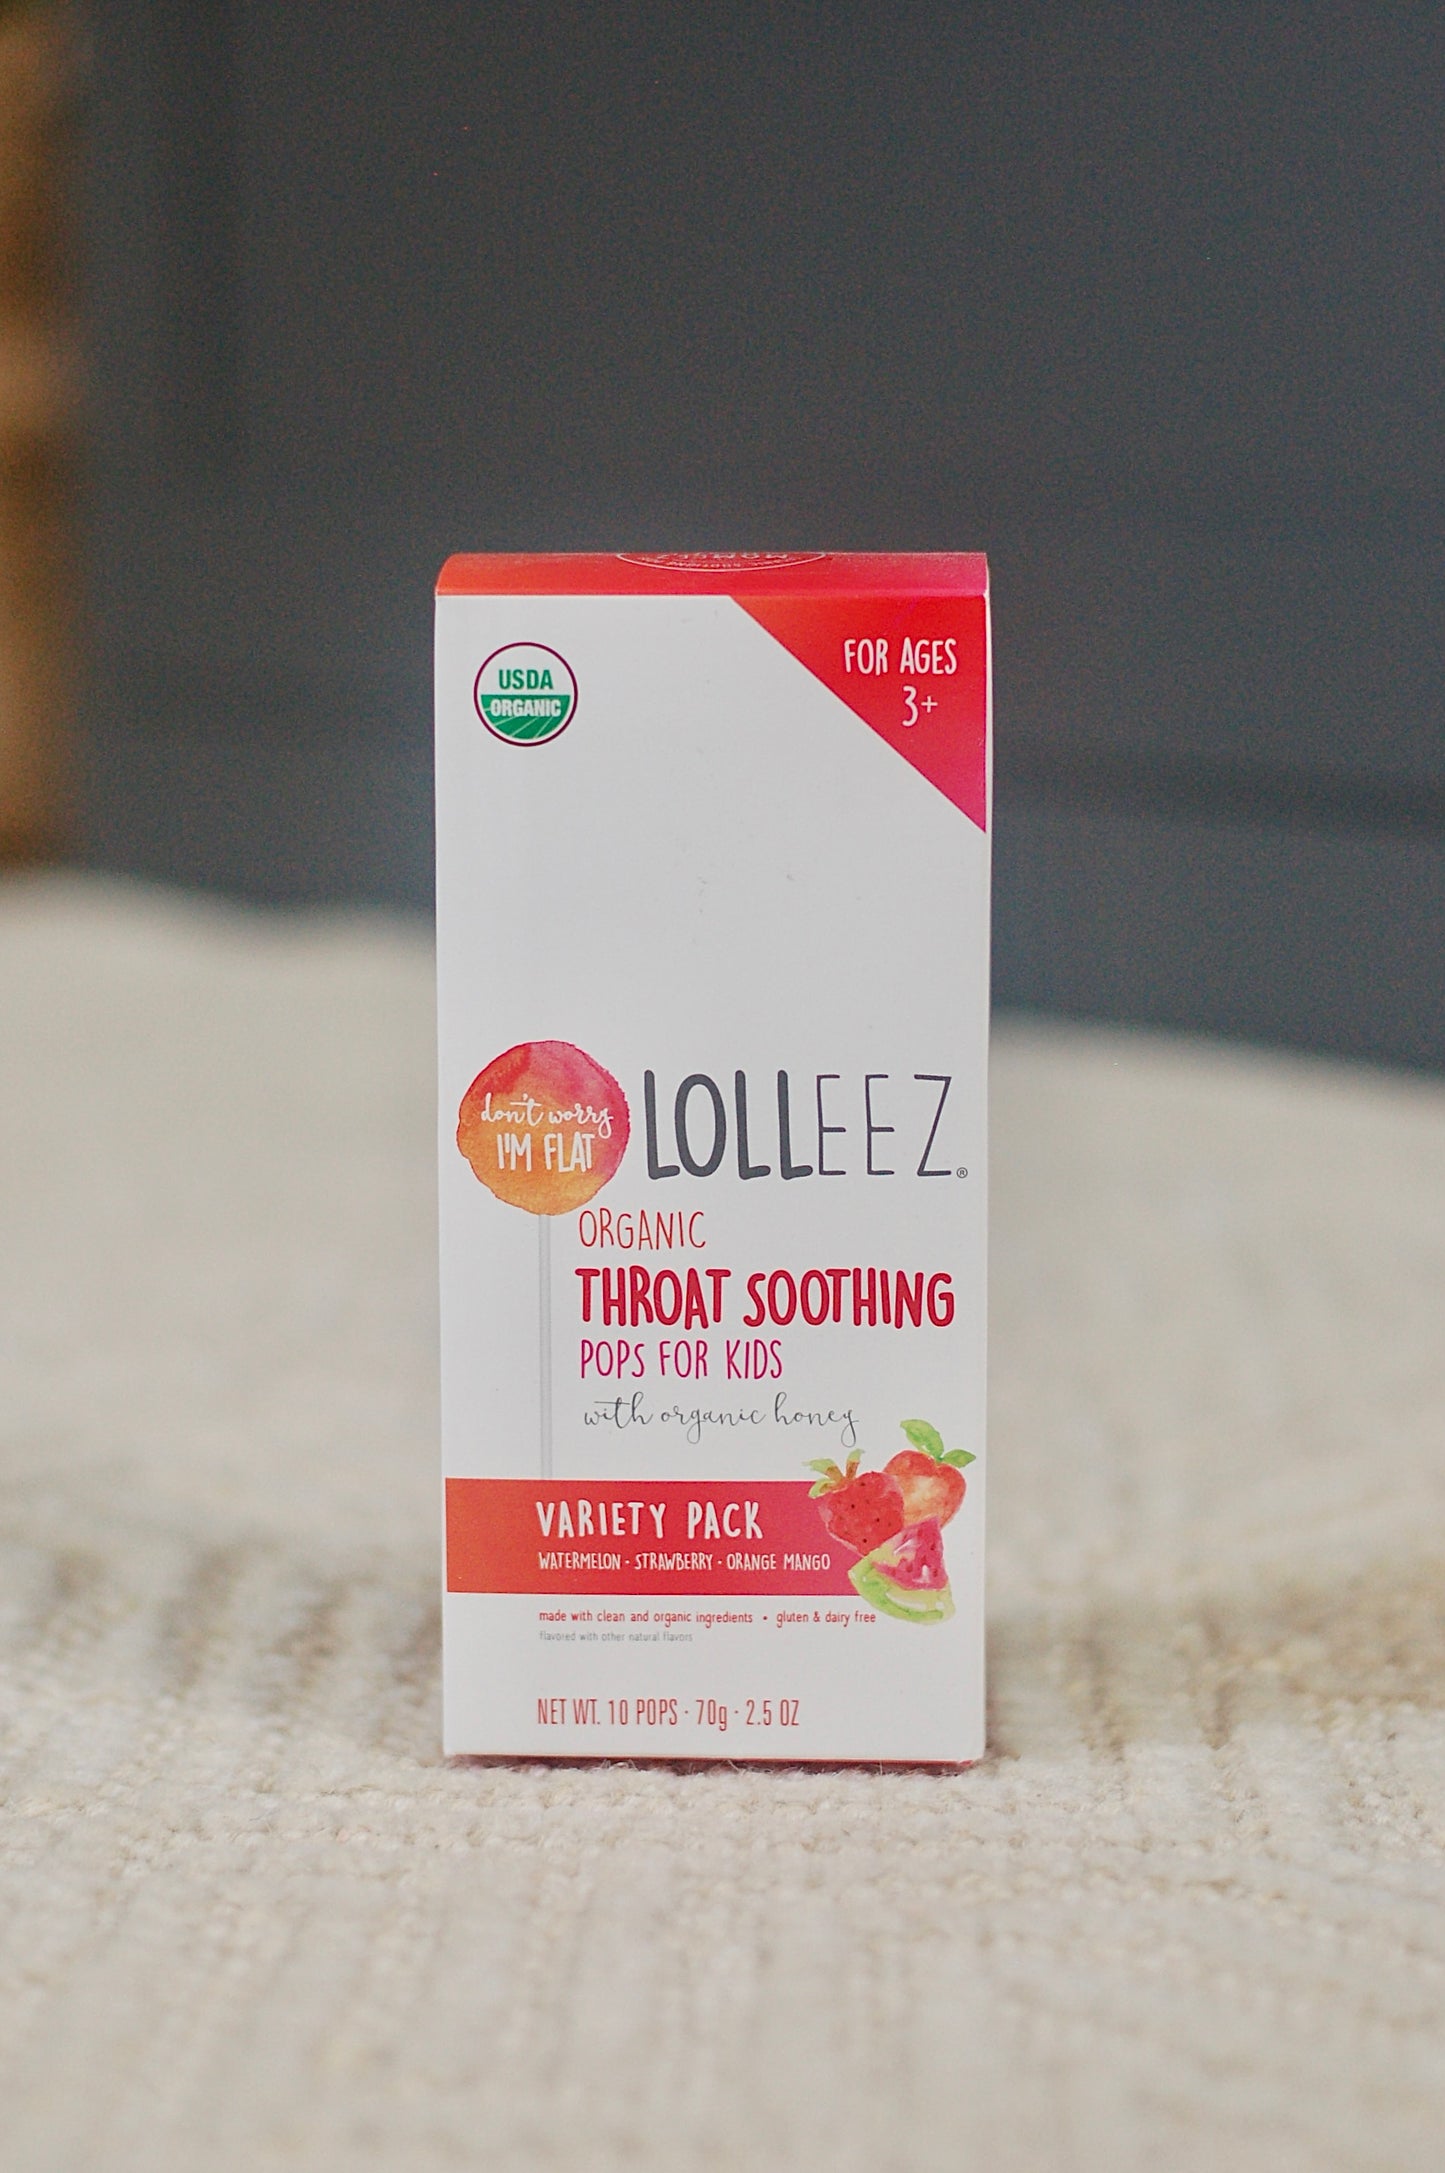 USDA
ORGANIC
FOR AGES
3+
don't worry
I'M FLAT
LOLLEEZ®
ORGANIC
THROAT SOOTHING
POPS FOR KIDS
with organic honey
VARIETY PACK
WATERMELON · STRAWBERRY · ORANGE MANGO
made with clean and organic ingredients • gluten & dairy free
flavored with other natural flavors
NET WT. 10 POPS · 70g · 2.5 OZ